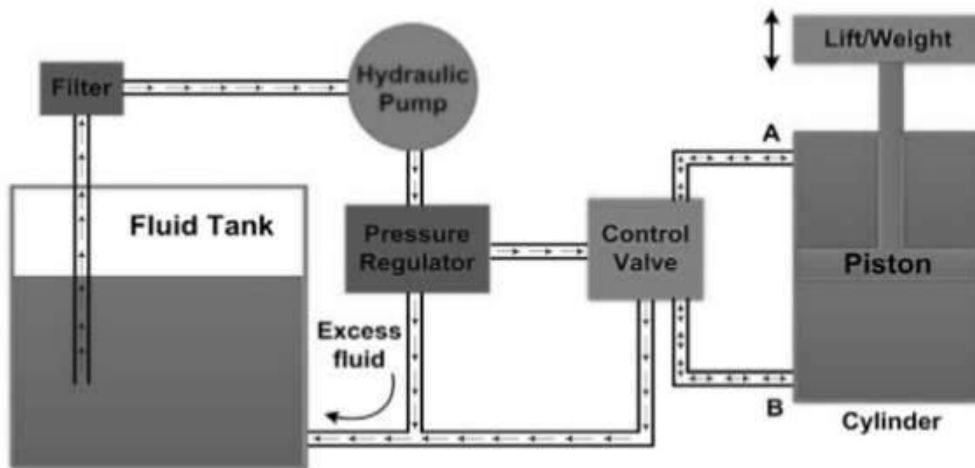 Filter
Hydraulic
Pump
Lift/Weight
A
Fluid Tank
Pressure
Regulator
Control
Valve
Piston
Excess
fluid
B
Cylinder